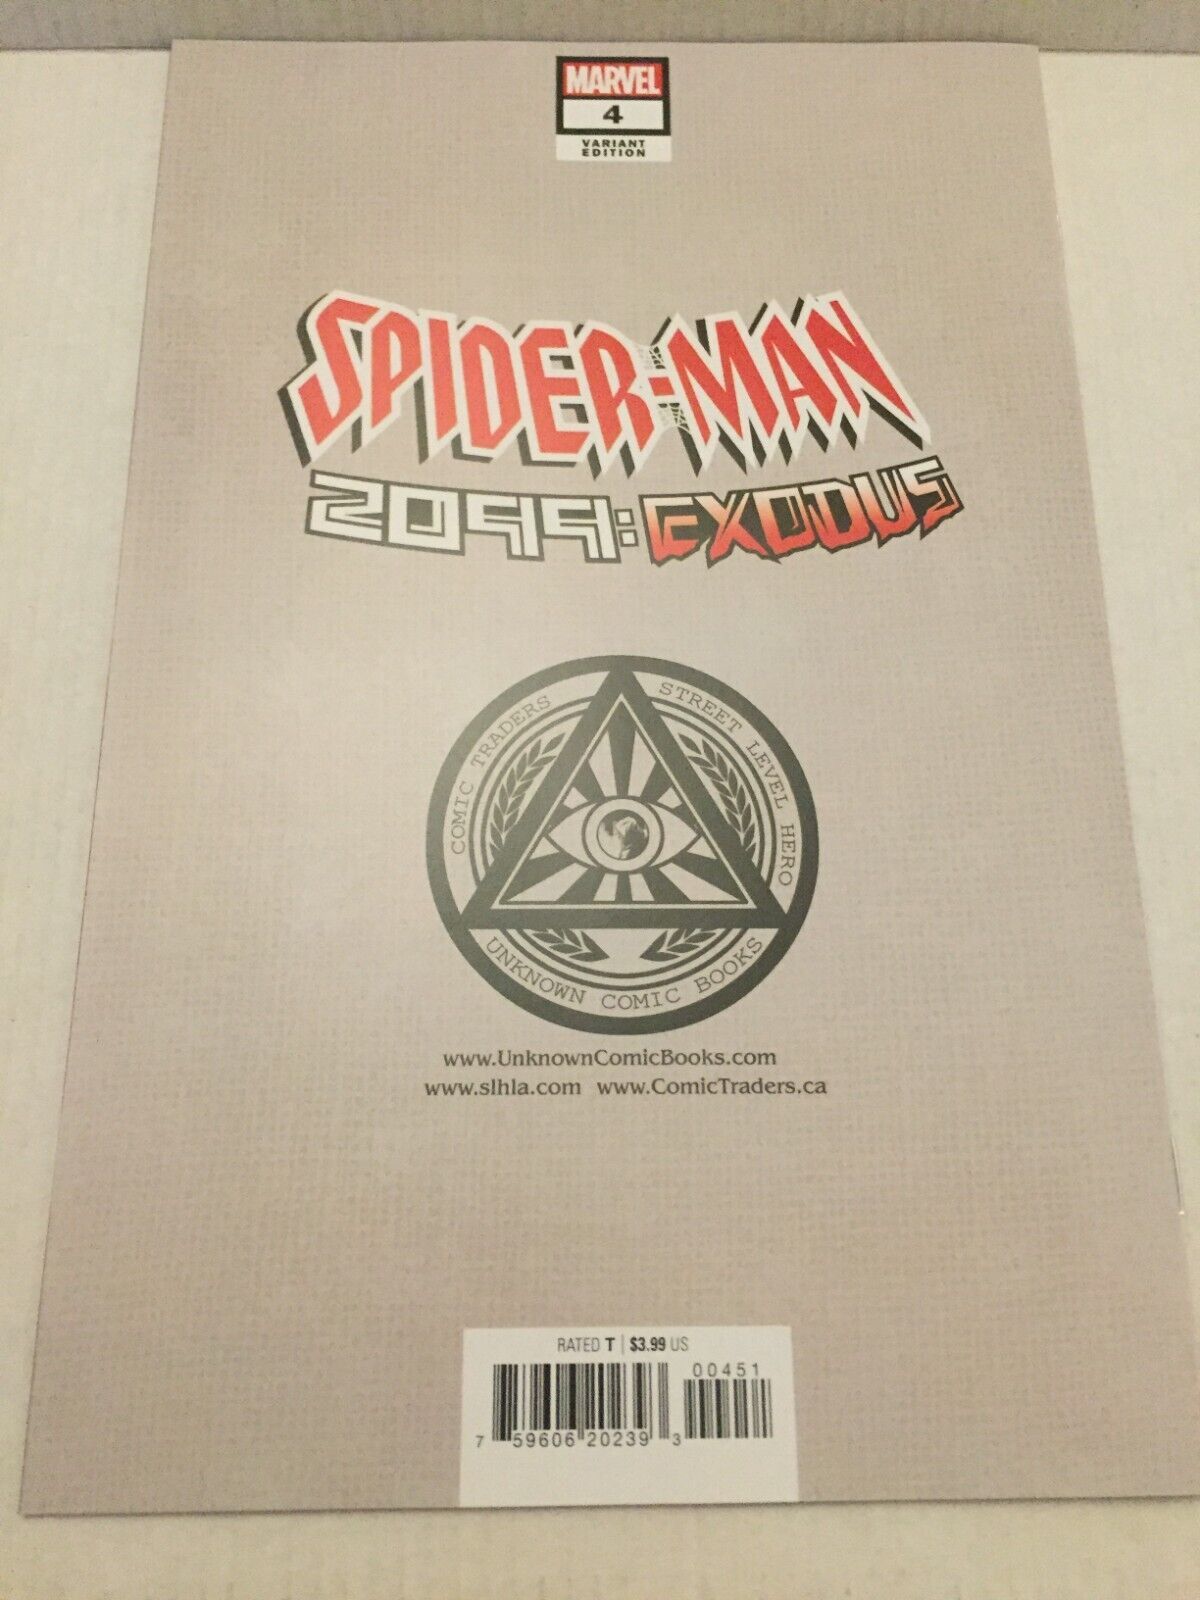 MARVEL
4
VARIANT
EDITION
SPIDER-MAN
2099: EXODUS
COMIC TRADERS
STREET LEVEL HERO
UNKNOWN COMIC BOOKS
www.UnknownComicBooks.com
www.slhla.com www.ComicTraders.ca
RATED T | $3.99 US
00451
7 59606 20239 3